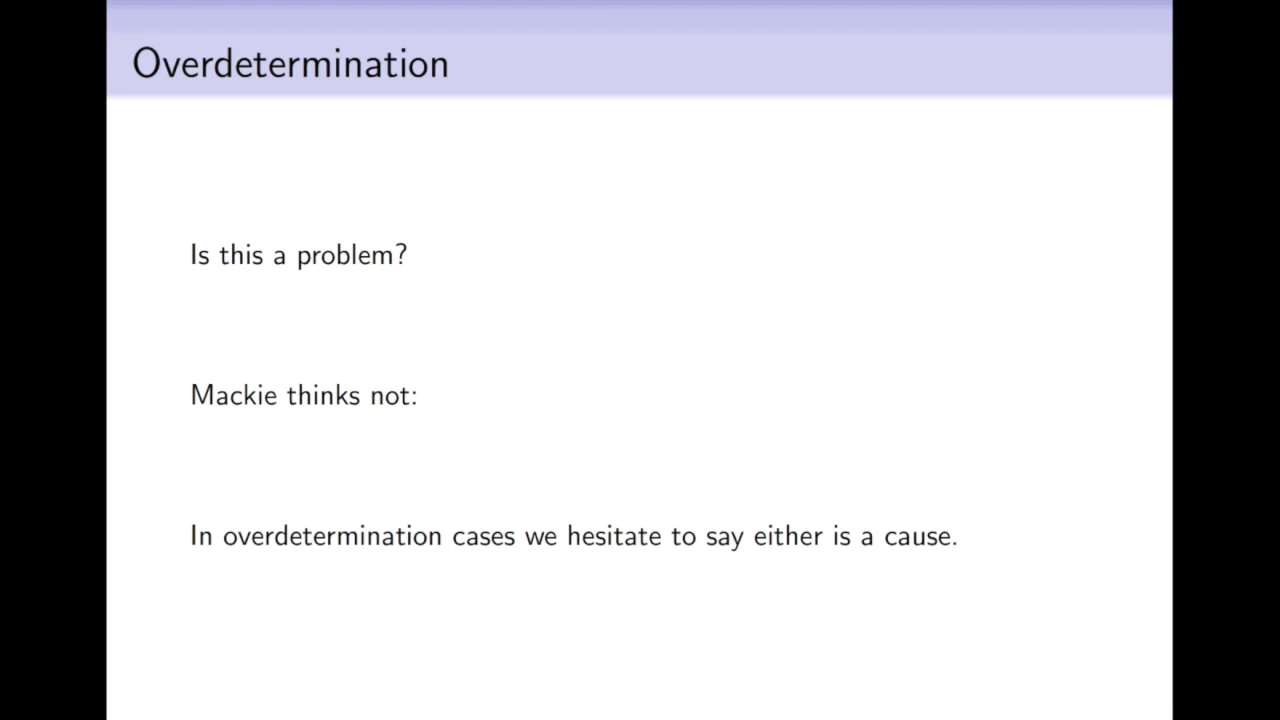 Overdetermination
Is this a problem?
Mackie thinks not:
In overdetermination cases we hesitate to say either is a cause.